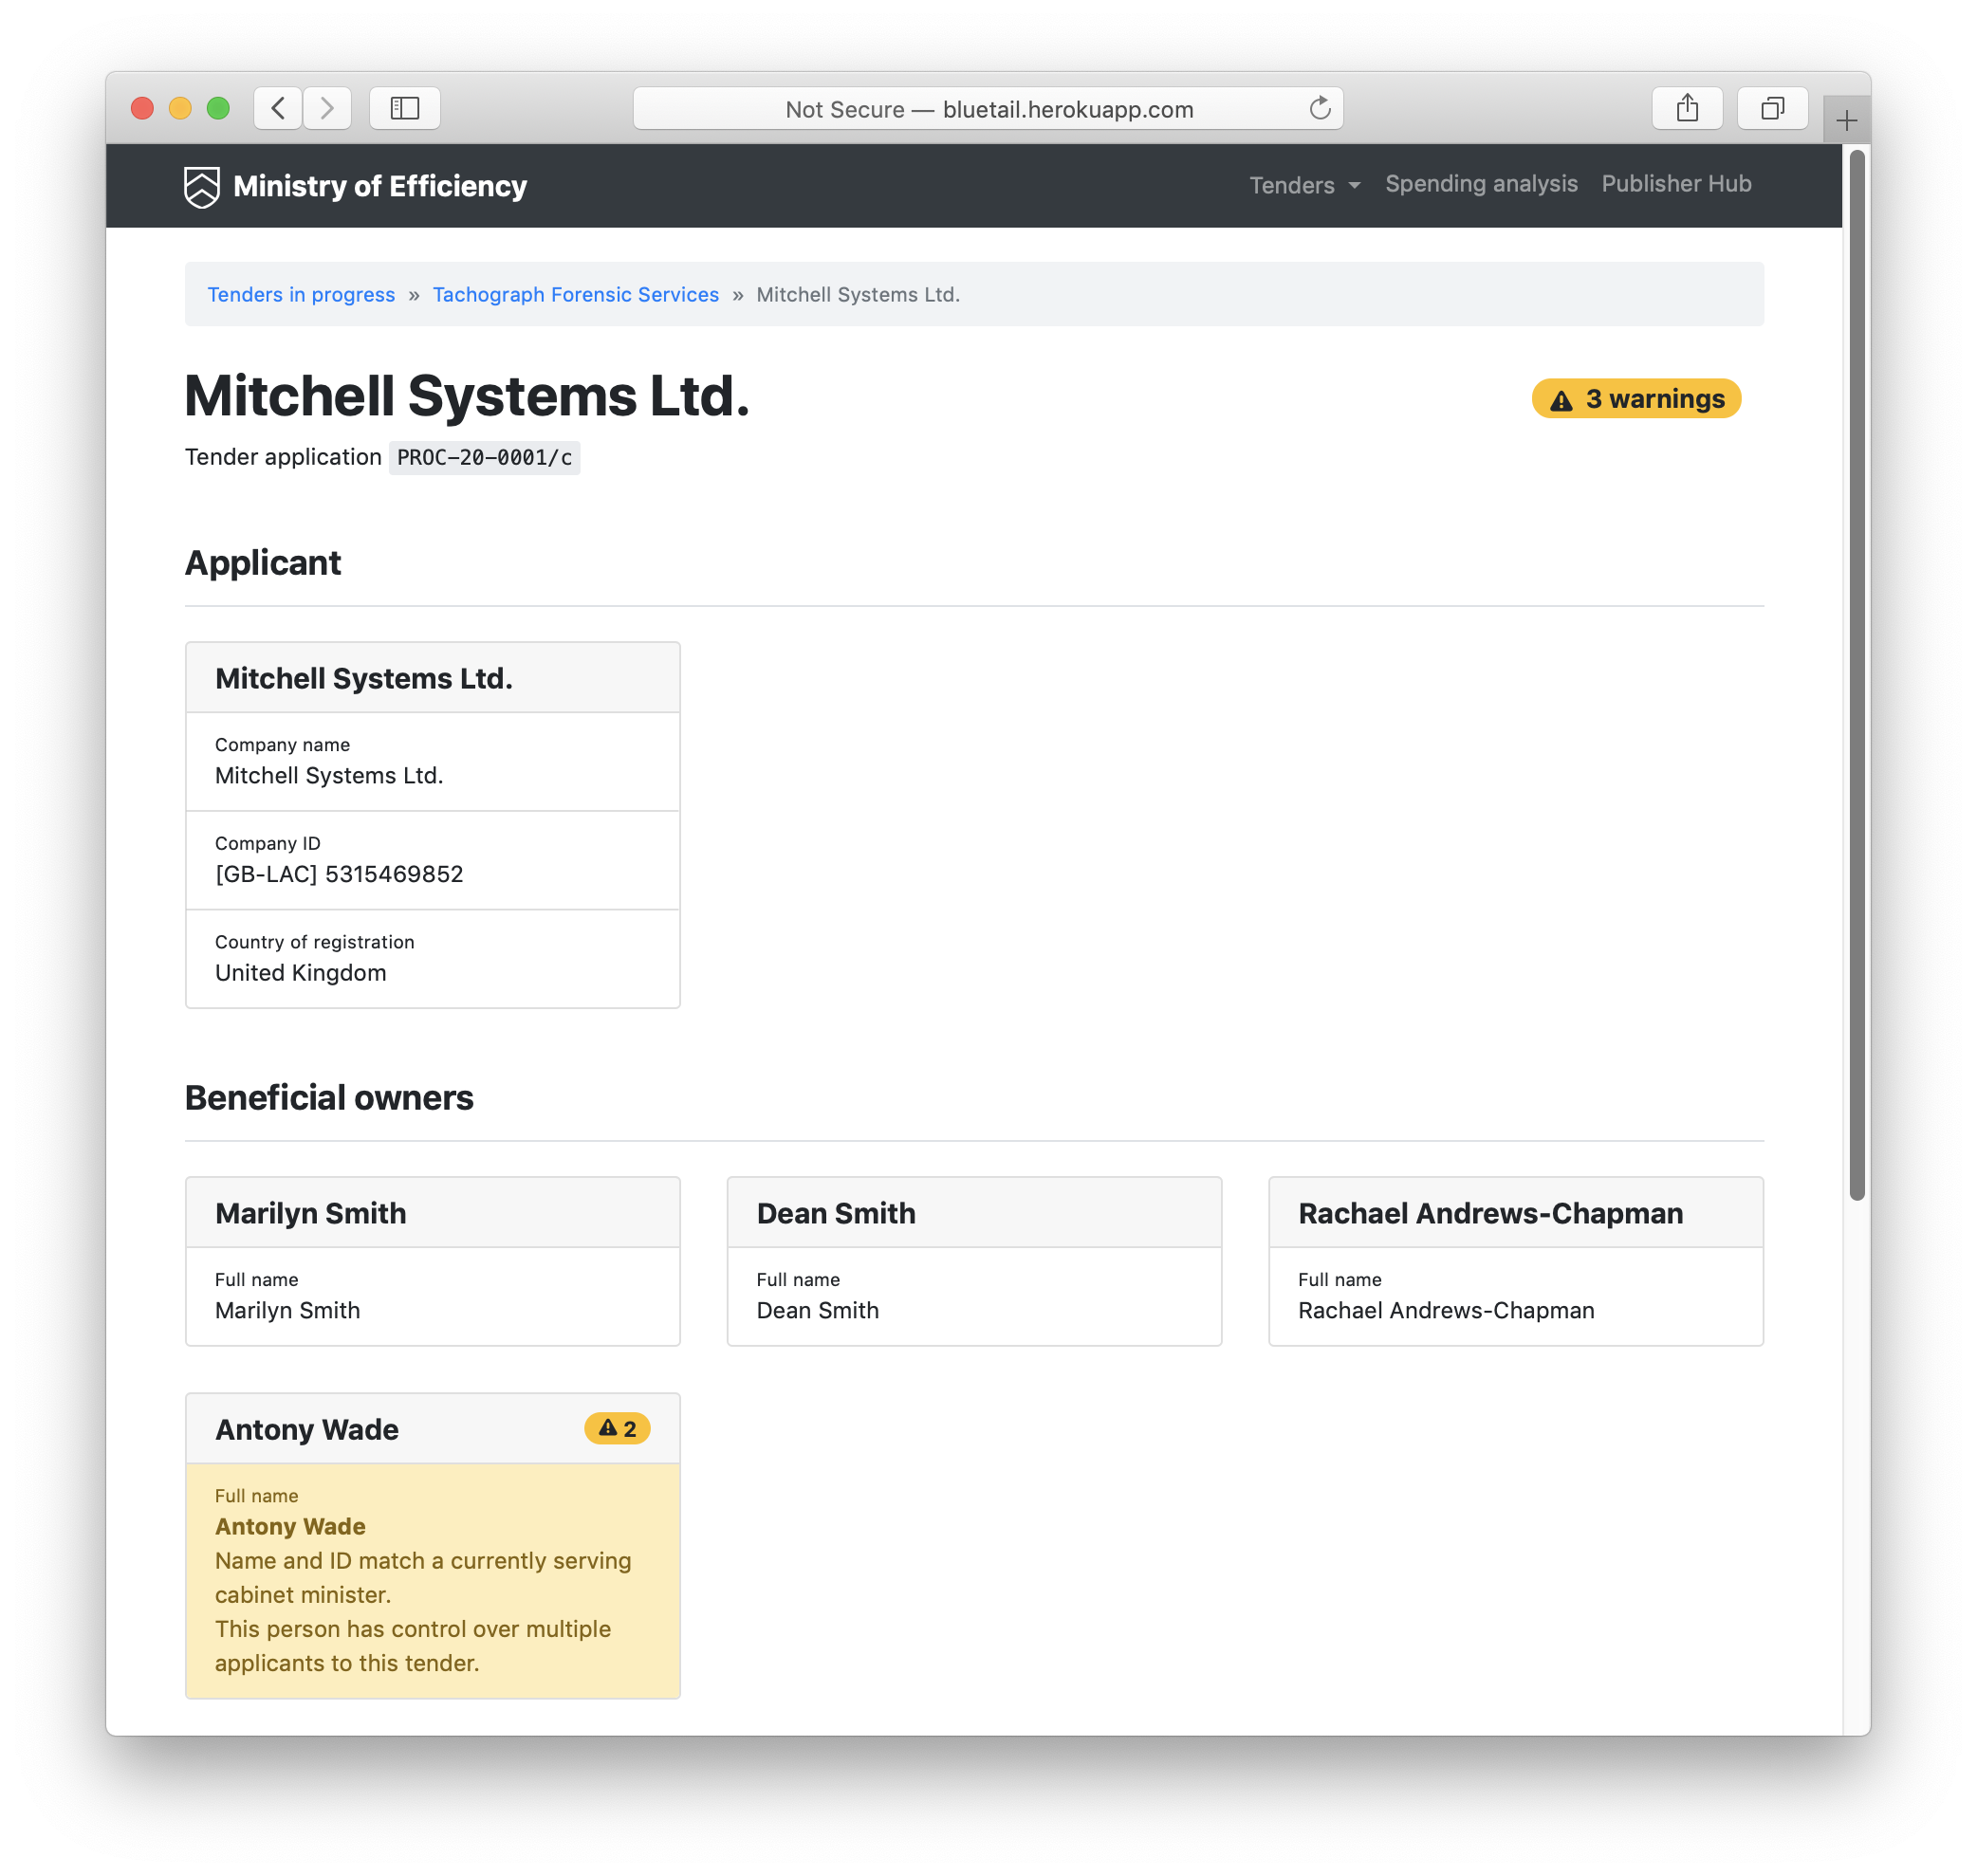 Not Secure — bluetail.herokuapp.com
Ministry of Efficiency
Tenders Spending analysis Publisher Hub
Tenders in progress » Tachograph Forensic Services » Mitchell Systems Ltd.
Mitchell Systems Ltd.
3 warnings
Tender application PROC-20-0001/c
Applicant
Mitchell Systems Ltd.
Company name
Mitchell Systems Ltd.
Company ID
[GB-LAC] 5315469852
Country of registration
United Kingdom
Beneficial owners
Marilyn Smith
Full name
Marilyn Smith
Dean Smith
Full name
Dean Smith
Rachael Andrews-Chapman
Full name
Rachael Andrews-Chapman
Antony Wade
2
Full name
Antony Wade
Name and ID match a currently serving
cabinet minister.
This person has control over multiple
applicants to this tender.